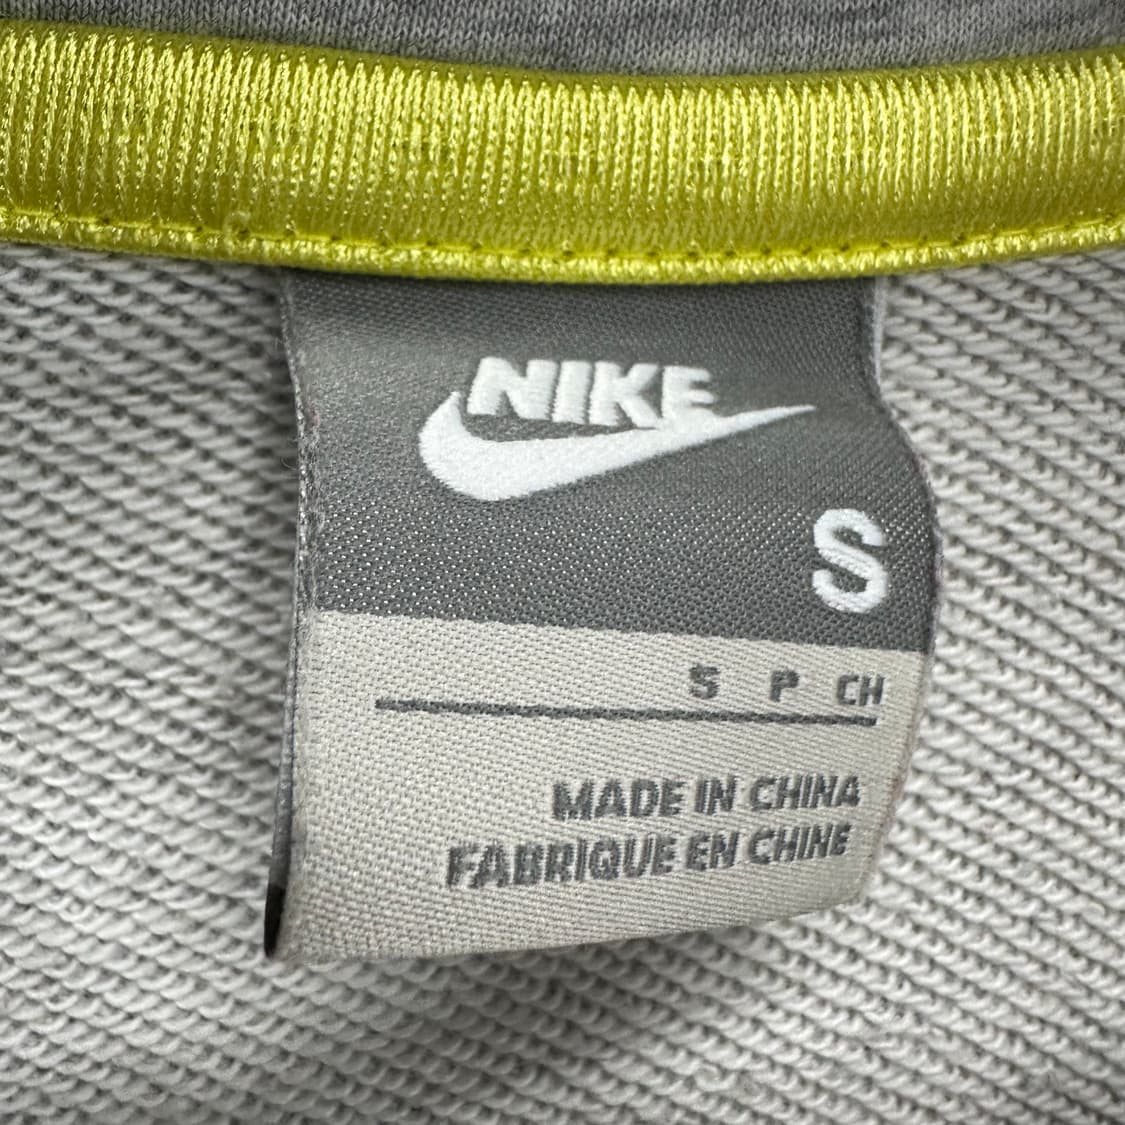 NIKE
S
S P CH
MADE IN CHINA
FABRIQUE EN CHINE